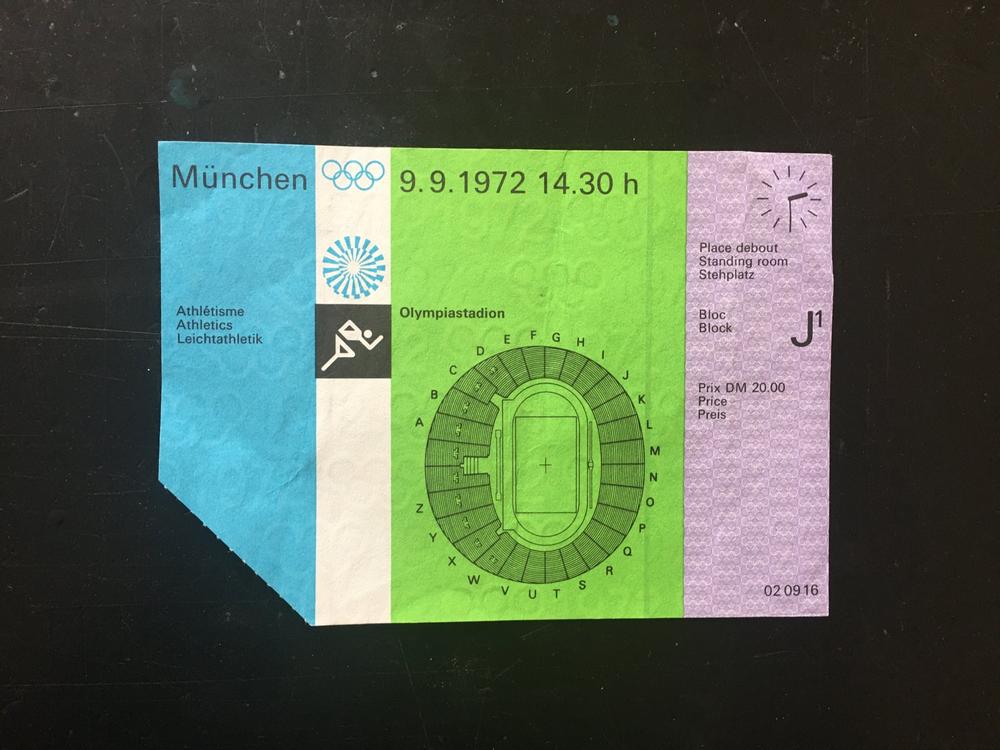 München
9.9.1972 14.30 h
Athlétisme
Athletics
Leichtathletik
Olympiastadion
A
B
C
D
E
F
G
H
I
J
K
L
M
N
O
P
Q
R
S
T
U
V
W
X
Y
Z
Place debout
Standing room
Stehplatz
Bloc
Block
J1
Prix DM 20.00
Price
Preis
02 09 16